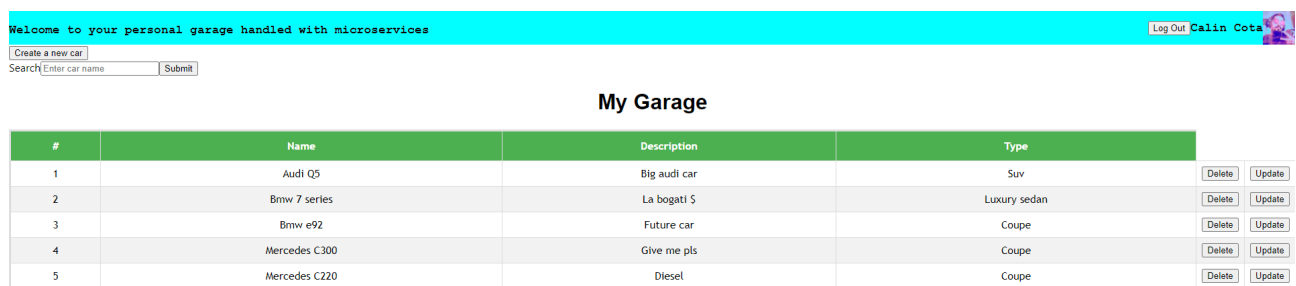 Welcome to your personal garage handled with microservices Log Out Calin Cota
Create a new car
Search Enter car name Submit
My Garage
# Name Description Type
1 Audi Q5 Big audi car Suv Delete Update
2 Bmw 7 series La bogati $ Luxury sedan Delete Update
3 Bmw e92 Future car Coupe Delete Update
4 Mercedes C300 Give me pls Coupe Delete Update
5 Mercedes C220 Diesel Coupe Delete Update